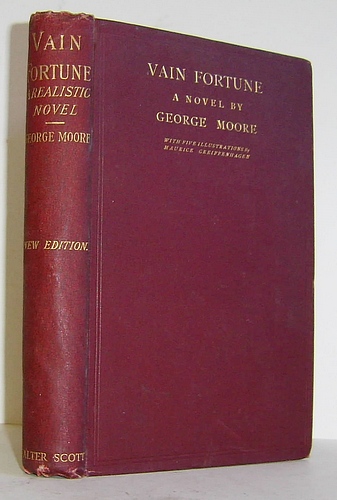 VAIN
FORTUNE
A REALISTIC
NOVEL
GEORGE MOORE
NEW EDITION.
WALTER SCOTT
VAIN FORTUNE
A NOVEL BY
GEORGE MOORE
WITH FIVE ILLUSTRATIONS by
MAURICE GREIFFENHAGEN